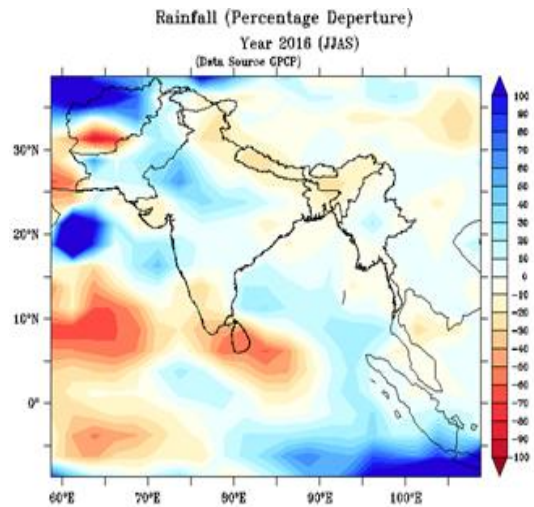 Rainfall (Percentage Deperture)
Year 2016 (JJAS)
(Data Source GPCP)
30°N
20°N
10°N
0°
60°E
70°E
80°E
90°E
100°E
100
90
80
70
60
50
40
30
20
10
0
-10
-20
-30
-40
-50
-60
-70
-80
-90
-100